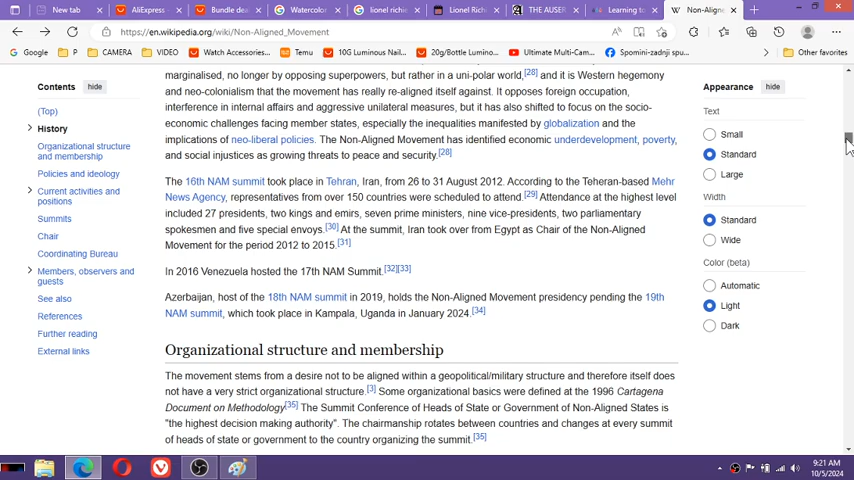 New tab
AliExpress
Bundle dea
Watercolo
lionel richie
Lionel Ric
THE AUSER
Learning to
Non-Align
https://en.wikipedia.org/wiki/Non-Aligned_Movement
Google
P
CAMERA
VIDEO
Watch Accessories...
Temu
10G Luminous Nail...
20g/Bottle Lumino...
Ultimate Multi-Cam...
Spomini-zadnji spu...
Other favorites
Contents
hide
(Top)
History
Organizational structure
and membership
Policies and ideology
Current activities and
positions
Summits
Chair
Coordinating Bureau
Members, observers and
guests
See also
References
Further reading
External links
marginalised, no longer by opposing superpowers, but rather in a uni-polar world,[28] and it is Western hegemony
and neo-colonialism that the movement has really re-aligned itself against. It opposes foreign occupation,
interference in internal affairs and aggressive unilateral measures, but it has also shifted to focus on the socio-
economic challenges facing member states, especially the inequalities manifested by globalization and the
implications of neo-liberal policies. The Non-Aligned Movement has identified economic underdevelopment, poverty,
and social injustices as growing threats to peace and security.[28]
The 16th NAM summit took place in Tehran, Iran, from 26 to 31 August 2012. According to the Teheran-based Mehr
News Agency, representatives from over 150 countries were scheduled to attend.[29] Attendance at the highest level
included 27 presidents, two kings and emirs, seven prime ministers, nine vice-presidents, two parliamentary
spokesmen and five special envoys.[30] At the summit, Iran took over from Egypt as Chair of the Non-Aligned
Movement for the period 2012 to 2015.[31]
In 2016 Venezuela hosted the 17th NAM Summit.[32][33]
Azerbaijan, host of the 18th NAM summit in 2019, holds the Non-Aligned Movement presidency pending the 19th
NAM summit, which took place in Kampala, Uganda in January 2024.[34]
Organizational structure and membership
The movement stems from a desire not to be aligned within a geopolitical/military structure and therefore itself does
not have a very strict organizational structure.[3] Some organizational basics were defined at the 1996 Cartagena
Document on Methodology[35] The Summit Conference of Heads of State or Government of Non-Aligned States is
"the highest decision making authority". The chairmanship rotates between countries and changes at every summit
of heads of state or government to the country organizing the summit.[35]
Appearance
hide
Text
Small
Standard
Large
Width
Standard
Wide
Color (beta)
Automatic
Light
Dark
9:21 AM
10/5/2024